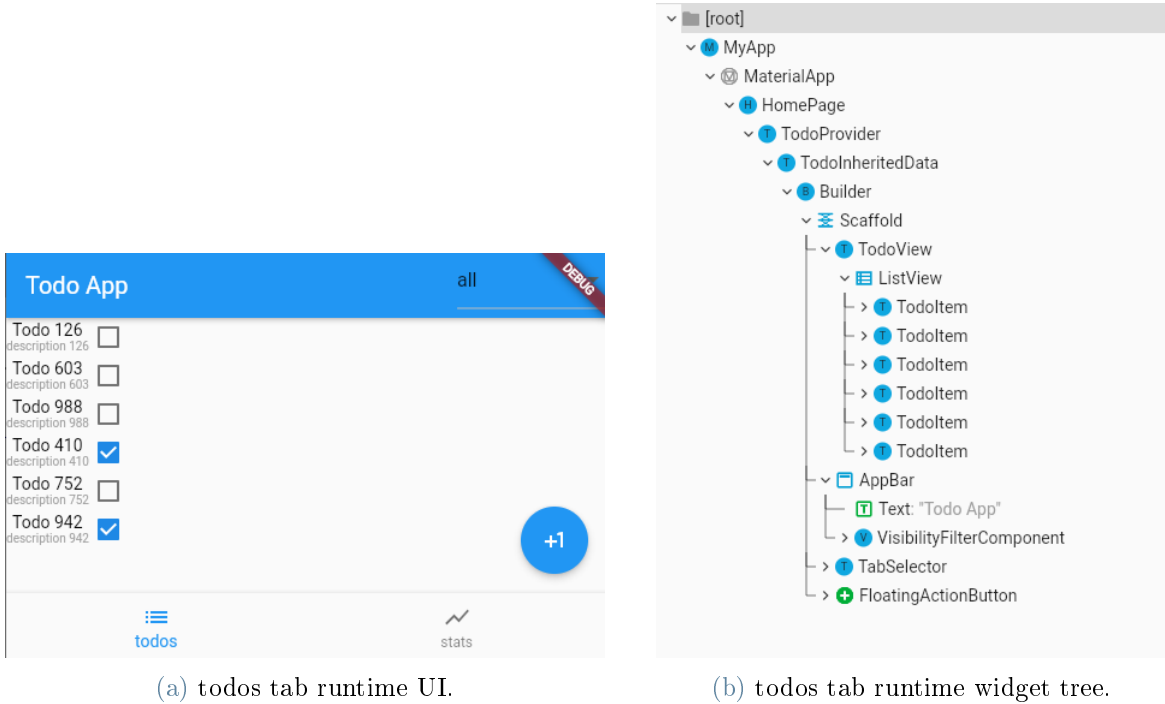 Todo App
all
DEBUG
Todo 126
description 126
Todo 603
description 603
Todo 988
description 988
Todo 410
description 410
Todo 752
description 752
Todo 942
description 942
+1
todos
stats
(a) todos tab runtime UI.
[root]
M MyApp
MaterialApp
H HomePage
T TodoProvider
T TodoInheritedData
B Builder
Scaffold
T TodoView
ListView
T TodoItem
T TodoItem
T TodoItem
T TodoItem
T TodoItem
T TodoItem
AppBar
T Text: "Todo App"
V VisibilityFilterComponent
T TabSelector
FloatingActionButton
(b) todos tab runtime widget tree.